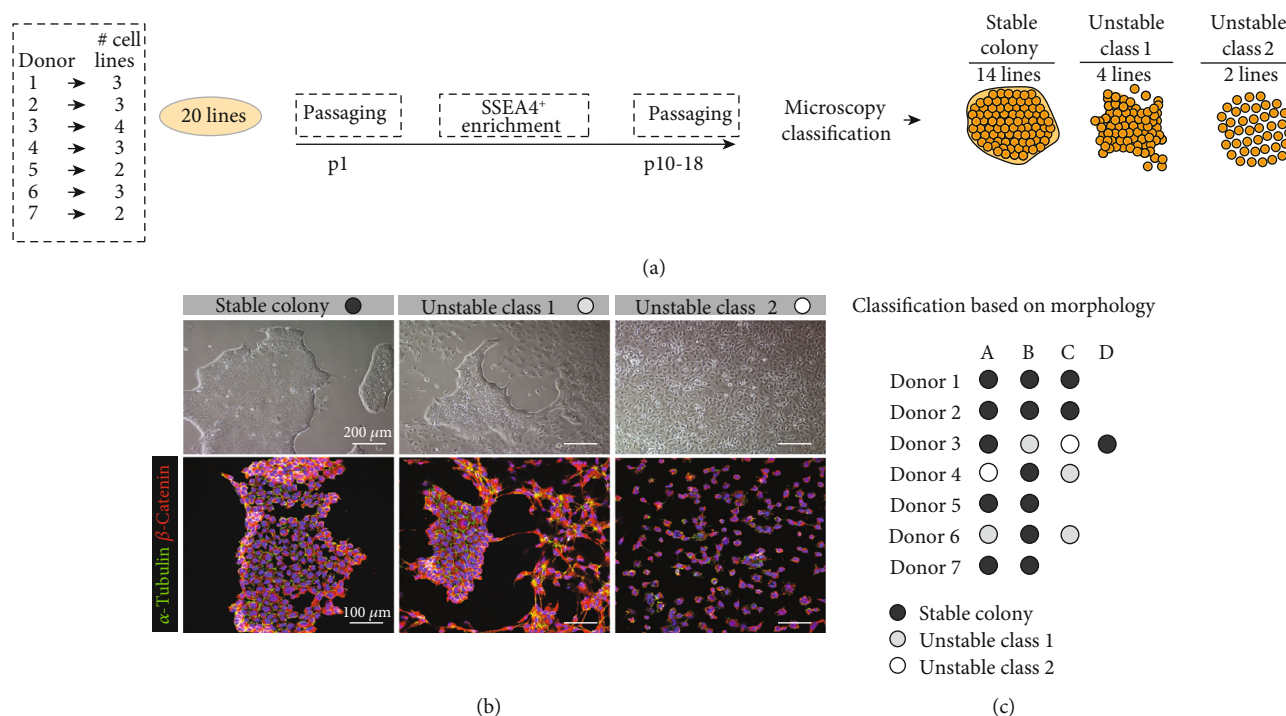 # cell
Donor lines
1 → 3
2 → 3
3 → 4
4 → 3
5 → 2
6 → 3
7 → 2
20 lines
Passaging
SSEA4⁺
enrichment
Passaging
p1
p10-18
Microscopy
classification
Stable
colony
14 lines
Unstable
class 1
4 lines
Unstable
class 2
2 lines
(a)
Stable colony
Unstable class 1
Unstable class 2
200 μm
α-Tubulin β-Catenin
100 μm
(b)
Classification based on morphology
A B C D
Donor 1
Donor 2
Donor 3
Donor 4
Donor 5
Donor 6
Donor 7
Stable colony
Unstable class 1
Unstable class 2
(c)